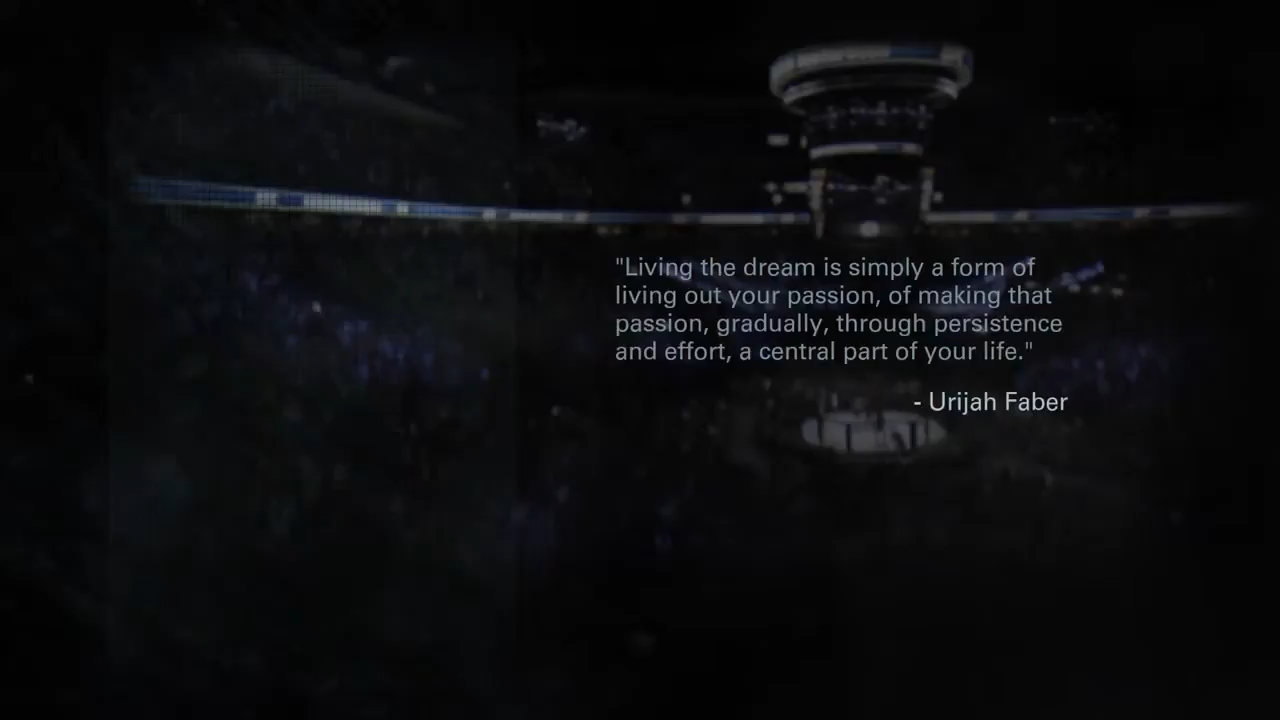 "Living the dream is simply a form of
living out your passion, of making that
passion, gradually, through persistence
and effort, a central part of your life."
- Urijah Faber